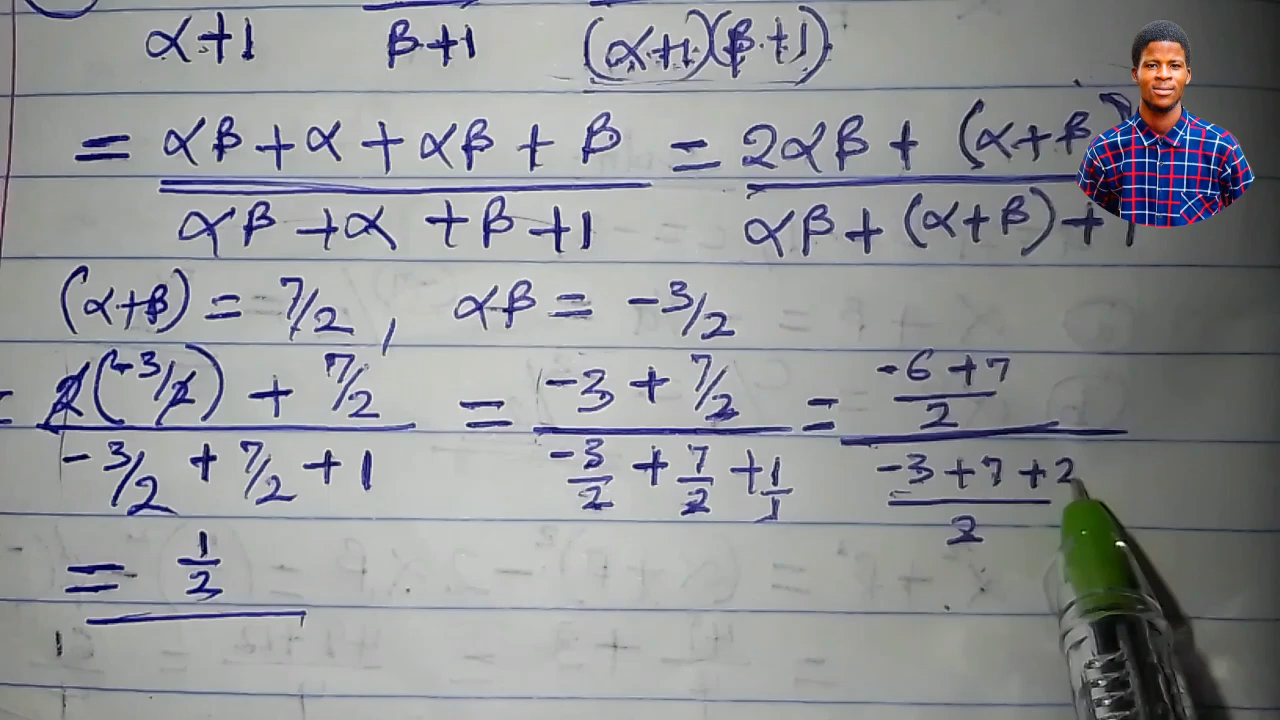 α+1 β+1 (α+1)(β+1)
= αβ+α+αβ+β / αβ+α+β+1 = 2αβ+(α+β) / αβ+(α+β)+1
(α+β) = 7/2, αβ = -3/2
= 2(-3/2) + 7/2 / -3/2 + 7/2 + 1 = -3 + 7/2 / -3/2 + 7/2 + 1/1 = -6+7/2 / -3+7+2/2
= 1/2